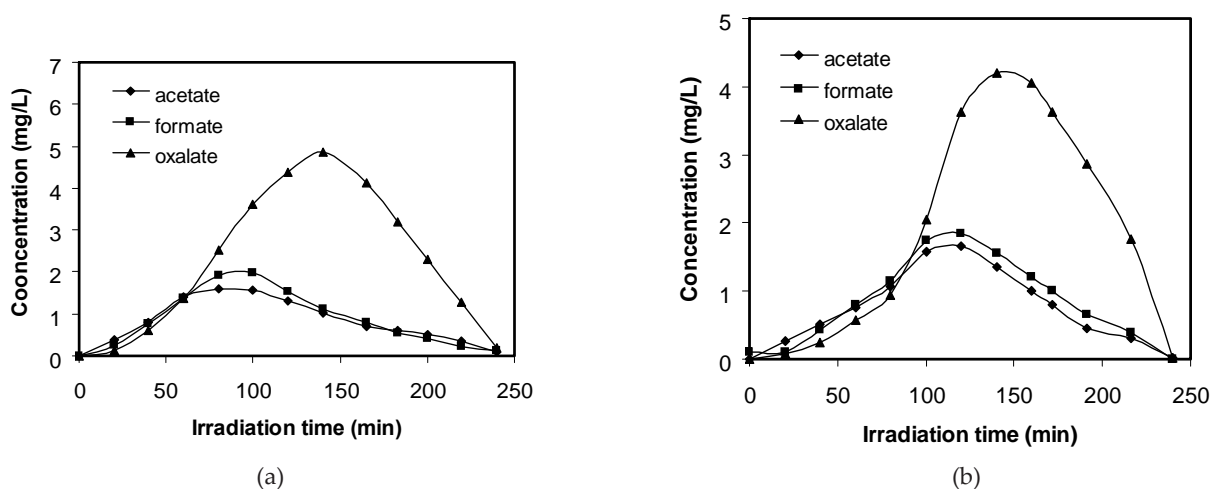 7
6
5
4
3
2
1
0
Cooncentration (mg/L)
acetate
formate
oxalate
0 50 100 150 200 250
Irradiation time (min)
(a)
5
4
3
2
1
0
Concentration (mg/L)
acetate
formate
oxalate
0 50 100 150 200 250
Irradiation time (min)
(b)